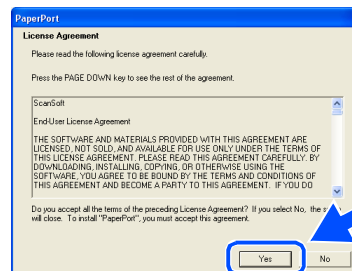 PaperPort
License Agreement
Please read the following license agreement carefully.
Press the PAGE DOWN key to see the rest of the agreement.
ScanSoft
End-User License Agreement
THE SOFTWARE AND MATERIALS PROVIDED WITH THIS AGREEMENT ARE
LICENSED, NOT SOLD, AND AVAILABLE FOR USE ONLY UNDER THE TERMS OF
THIS LICENSE AGREEMENT. PLEASE READ THIS AGREEMENT CAREFULLY. BY
DOWNLOADING, INSTALLING, COPYING, OR OTHERWISE USING THE
SOFTWARE, YOU AGREE TO BE BOUND BY THE TERMS AND CONDITIONS OF
THIS AGREEMENT AND BECOME A PARTY TO THIS AGREEMENT. IF YOU DO
Do you accept all the terms of the preceding License Agreement? If you select No, the
will close. To install "PaperPort", you must accept this agreement.
Yes
No